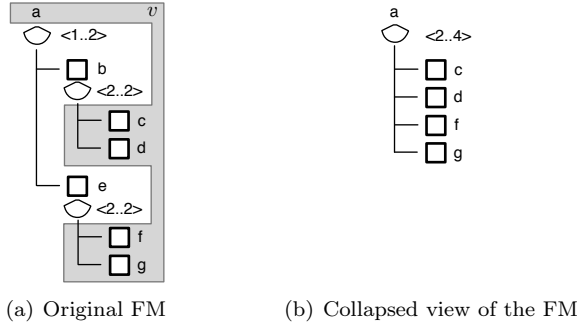 a v
<1..2>
b
<2..2>
c
d
e
<2..2>
f
g
(a) Original FM
a
<2..4>
c
d
f
g
(b) Collapsed view of the FM